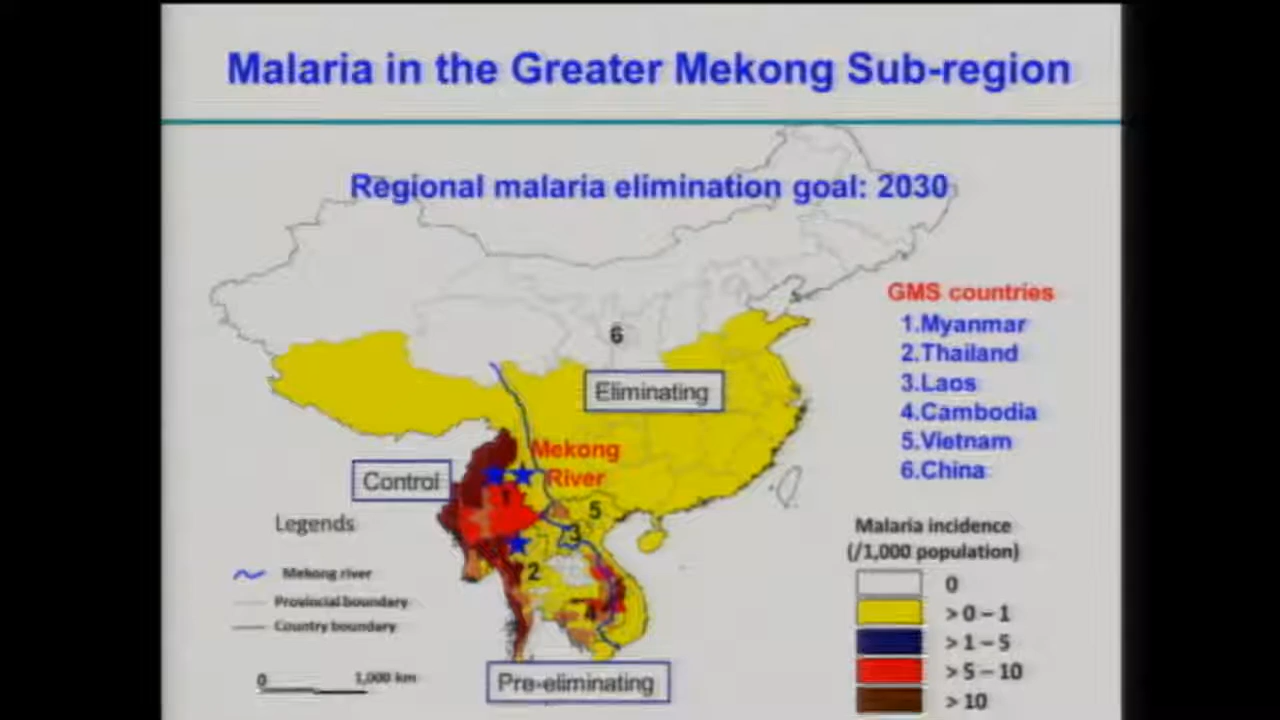 Malaria in the Greater Mekong Sub-region
Regional malaria elimination goal: 2030
GMS countries
1.Myanmar
2.Thailand
3.Laos
4.Cambodia
5.Vietnam
6.China
6
Eliminating
Mekong
River
Control
1
5
3
2
4
Pre-eliminating
Legends
Mekong river
Provincial boundary
Country boundary
0 1,000 km
Malaria incidence
(/1,000 population)
0
> 0 – 1
> 1 – 5
> 5 – 10
> 10